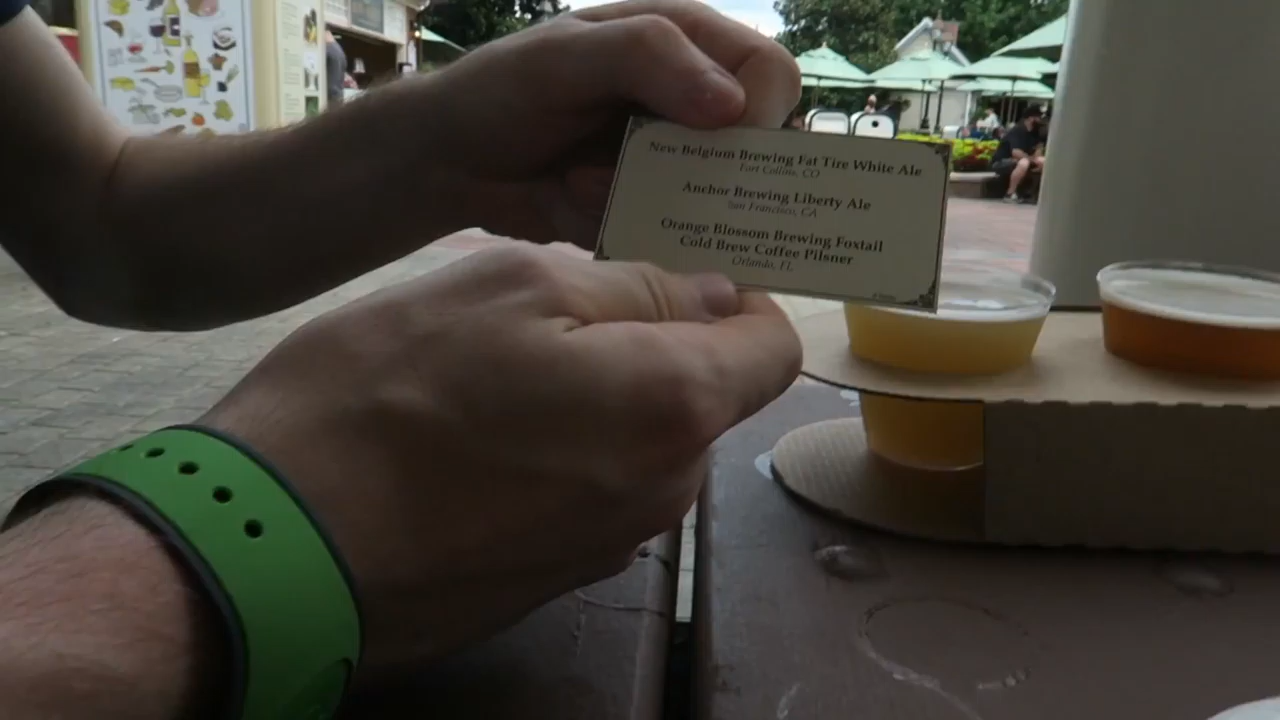 New Belgium Brewing Fat Tire White Ale
Fort Collins, CO
Anchor Brewing Liberty Ale
San Francisco, CA
Orange Blossom Brewing Foxtail
Cold Brew Coffee Pilsner
Orlando, FL